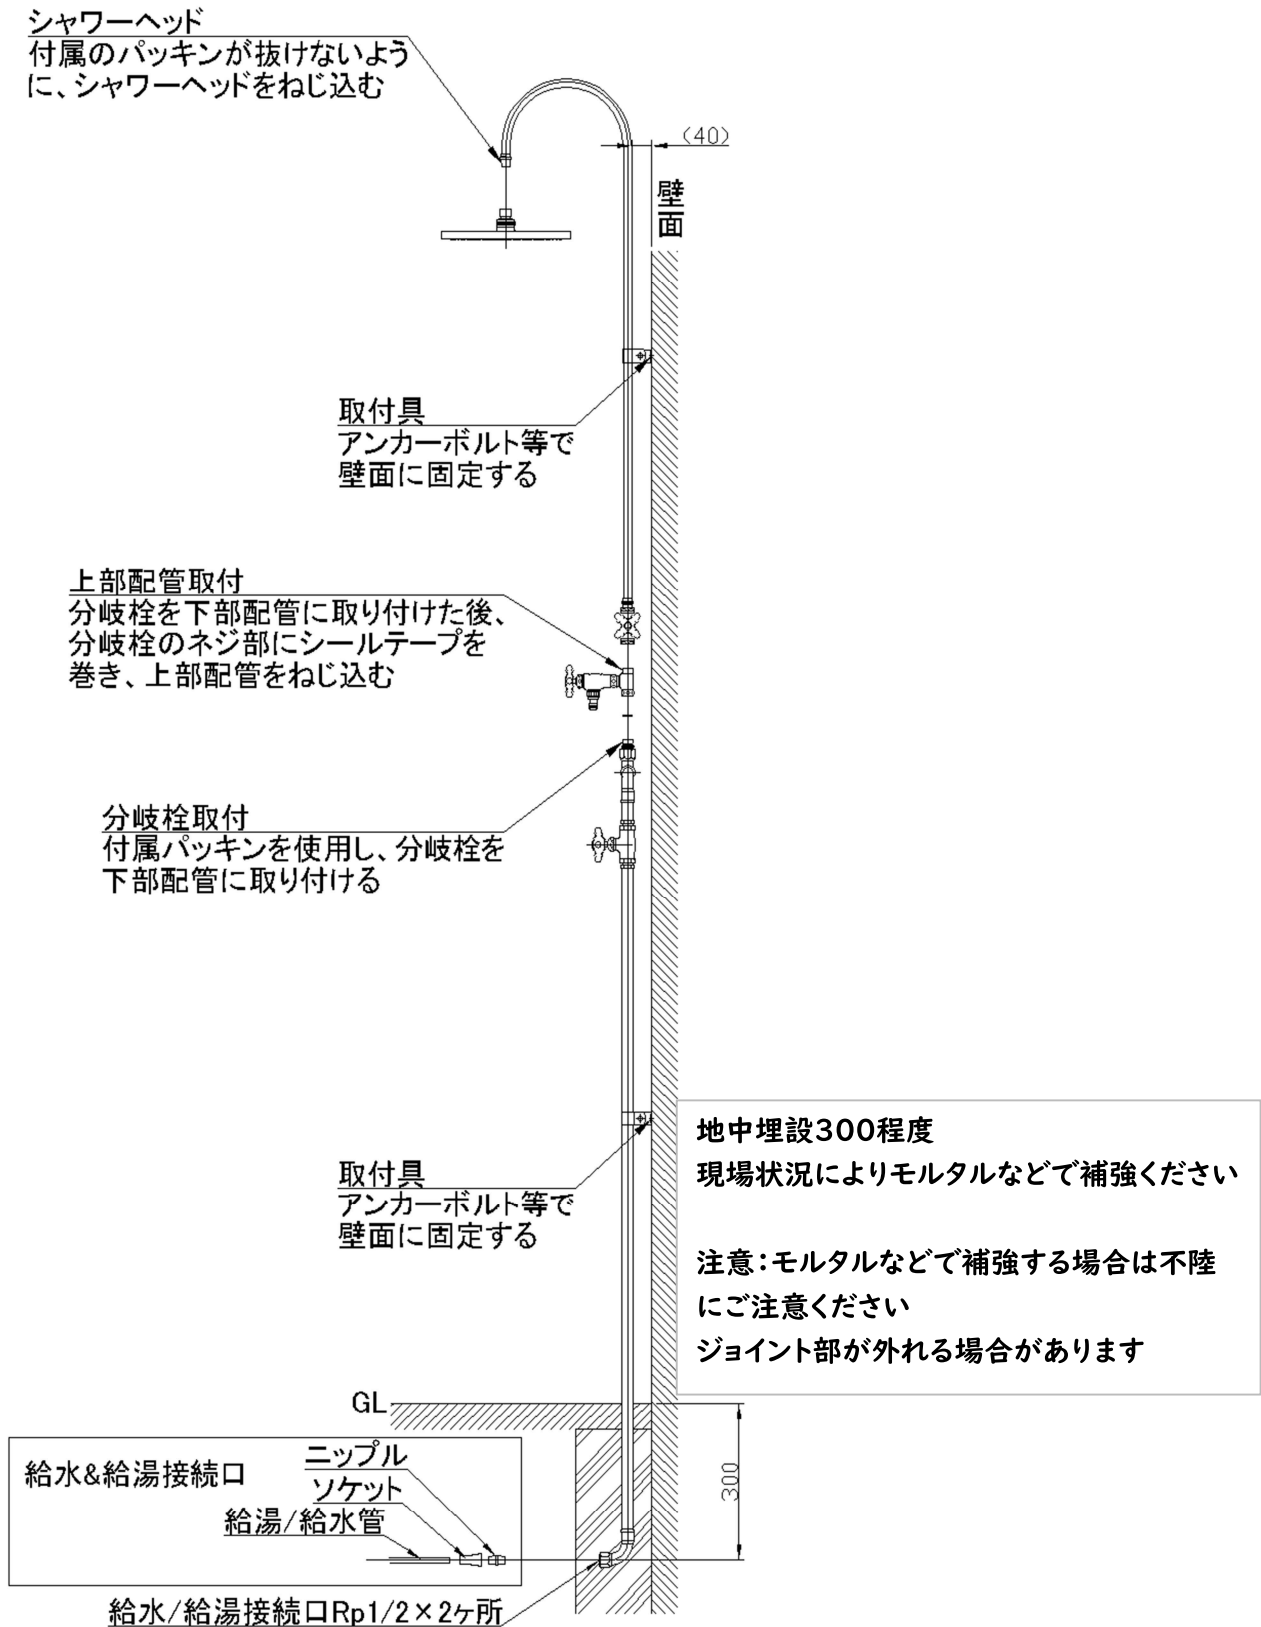 シャワーヘッド
付属のパッキンが抜けないよう
に、シャワーヘッドをねじ込む
(40)
壁
面
取付具
アンカーボルト等で
壁面に固定する
上部配管取付
分岐栓を下部配管に取り付けた後、
分岐栓のネジ部にシールテープを
巻き、上部配管をねじ込む
分岐栓取付
付属パッキンを使用し、分岐栓を
下部配管に取り付ける
地中埋設300程度
現場状況によりモルタルなどで補強ください
注意：モルタルなどで補強する場合は不陸
にご注意ください
ジョイント部が外れる場合があります
取付具
アンカーボルト等で
壁面に固定する
GL
300
給水&給湯接続口
ニップル
ソケット
給湯/給水管
給水/給湯接続口Rp1/2×2ヶ所